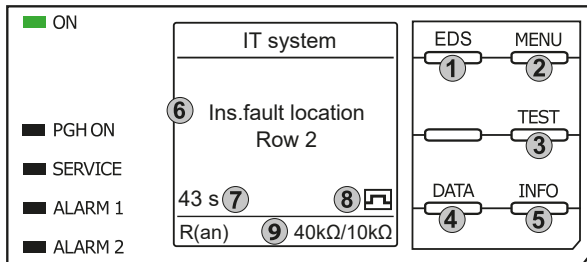 ON
PGH ON
SERVICE
ALARM 1
ALARM 2
IT system
6 Ins.fault location
Row 2
43 s 7 8
R(an) 9 40kΩ/10kΩ
EDS MENU
1 2
TEST
3
DATA INFO
4 5